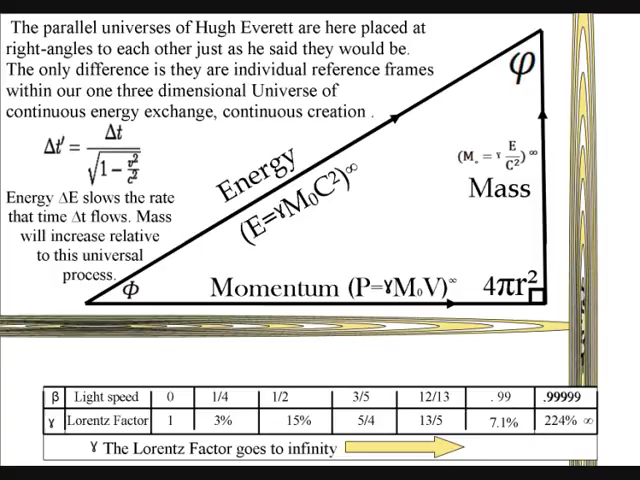 The parallel universes of Hugh Everett are here placed at
right-angles to each other just as he said they would be.
The only difference is they are individual reference frames
within our one three dimensional Universe of
continuous energy exchange, continuous creation .
Δt' = Δt / √(1 − v²/c²)
Energy ΔE slows the rate
that time Δt flows. Mass
will increase relative
to this universal
process.
Energy
(E=ɣM₀C²)∞
φ
(M₀ = ɣ E/C²)∞
Mass
Φ
Momentum (P=ɣM₀V)∞
4πr²
β Light speed 0 1/4 1/2 3/5 12/13 . 99 .99999
ɣ Lorentz Factor 1 3% 15% 5/4 13/5 7.1% 224% ∞
ɣ The Lorentz Factor goes to infinity